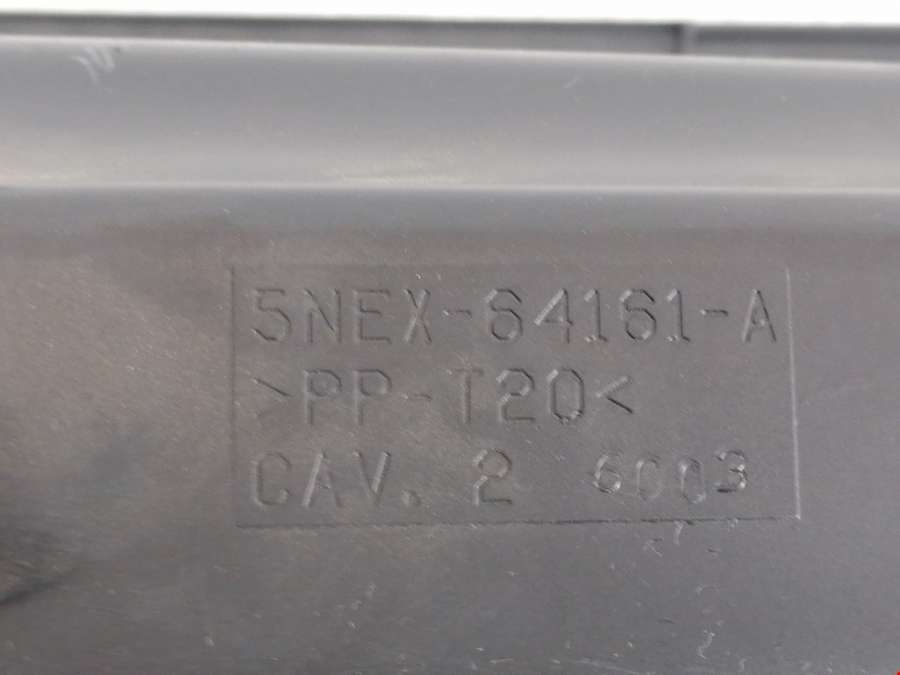 5NEX-64161-A
>PP-T20<
CAV. 2 6003